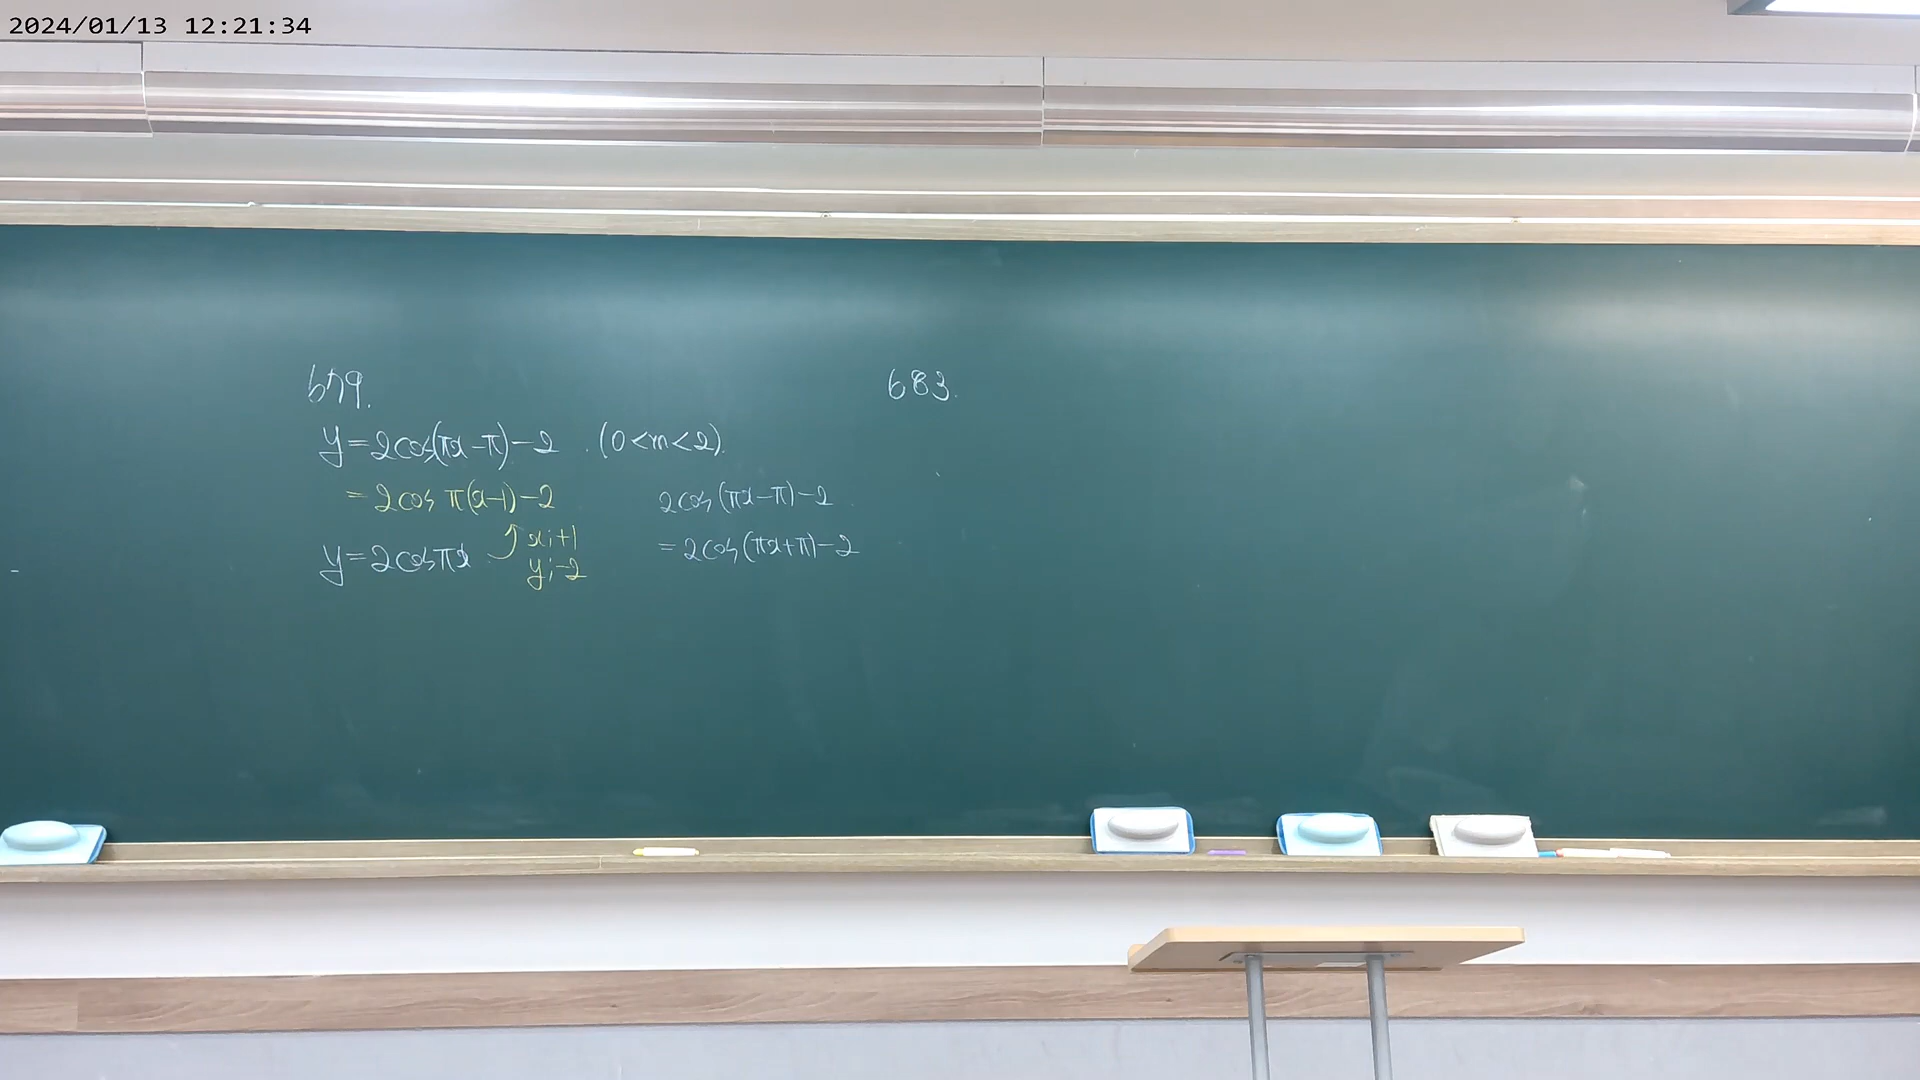 2024/01/13 12:21:34
679.
y=2cos(πx-π)-2 (0<m<2).
=2cos π(x-1)-2
y=2cosπx
x;+1
y;-2
2cos(πx-π)-2
=2cos(πx+π)-2
683.